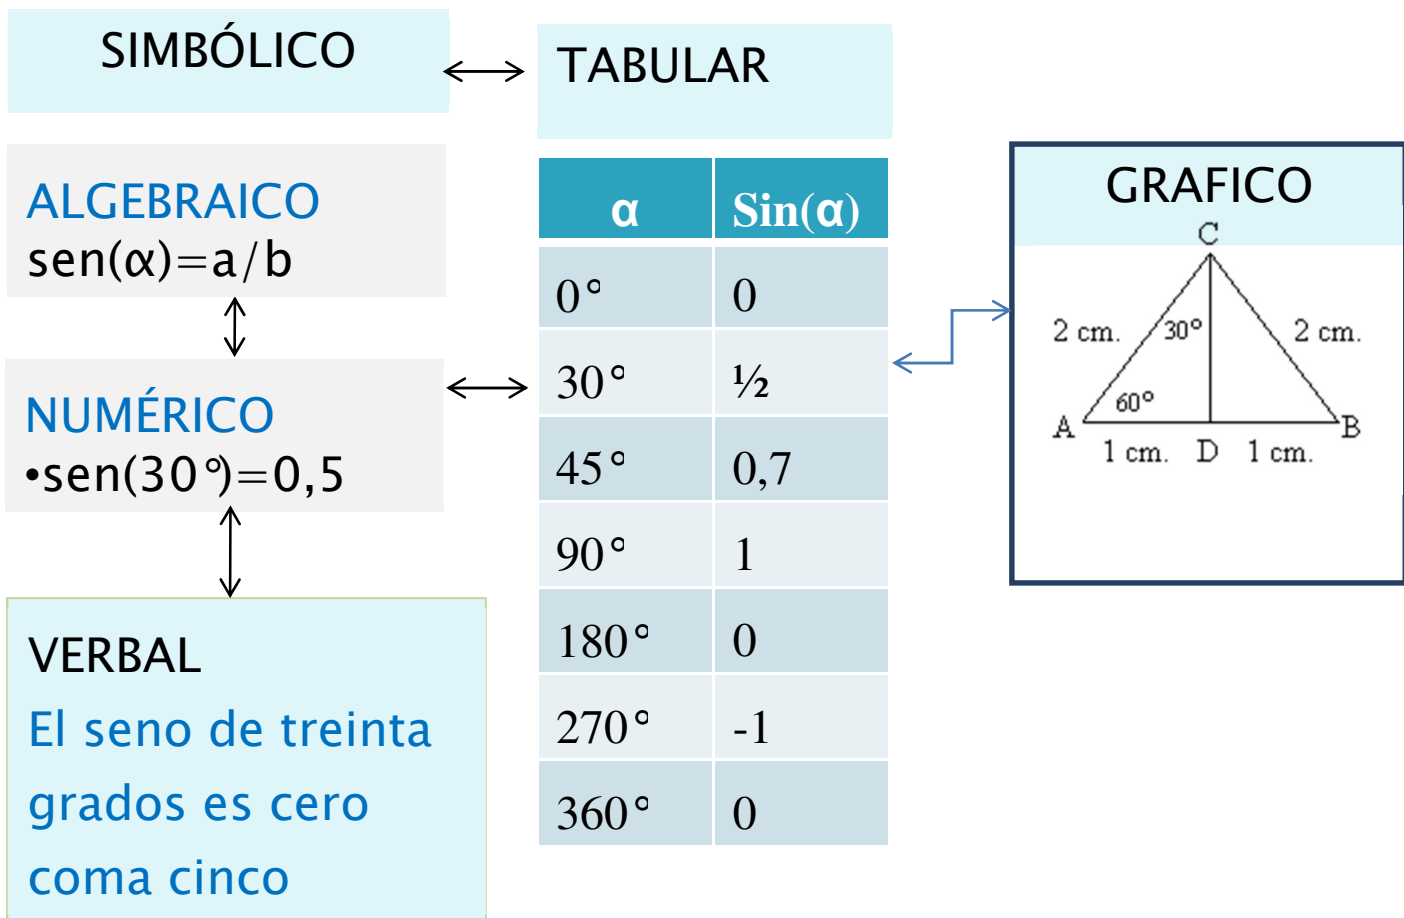 SIMBÓLICO
ALGEBRAICO
sen(α)=a/b
NUMÉRICO
•sen(30°)=0,5
VERBAL
El seno de treinta
grados es cero
coma cinco
TABULAR
α Sin(α)
0° 0
30° ½
45° 0,7
90° 1
180° 0
270° -1
360° 0
GRAFICO
C
2 cm. 30° 2 cm.
60°
A B
1 cm. D 1 cm.